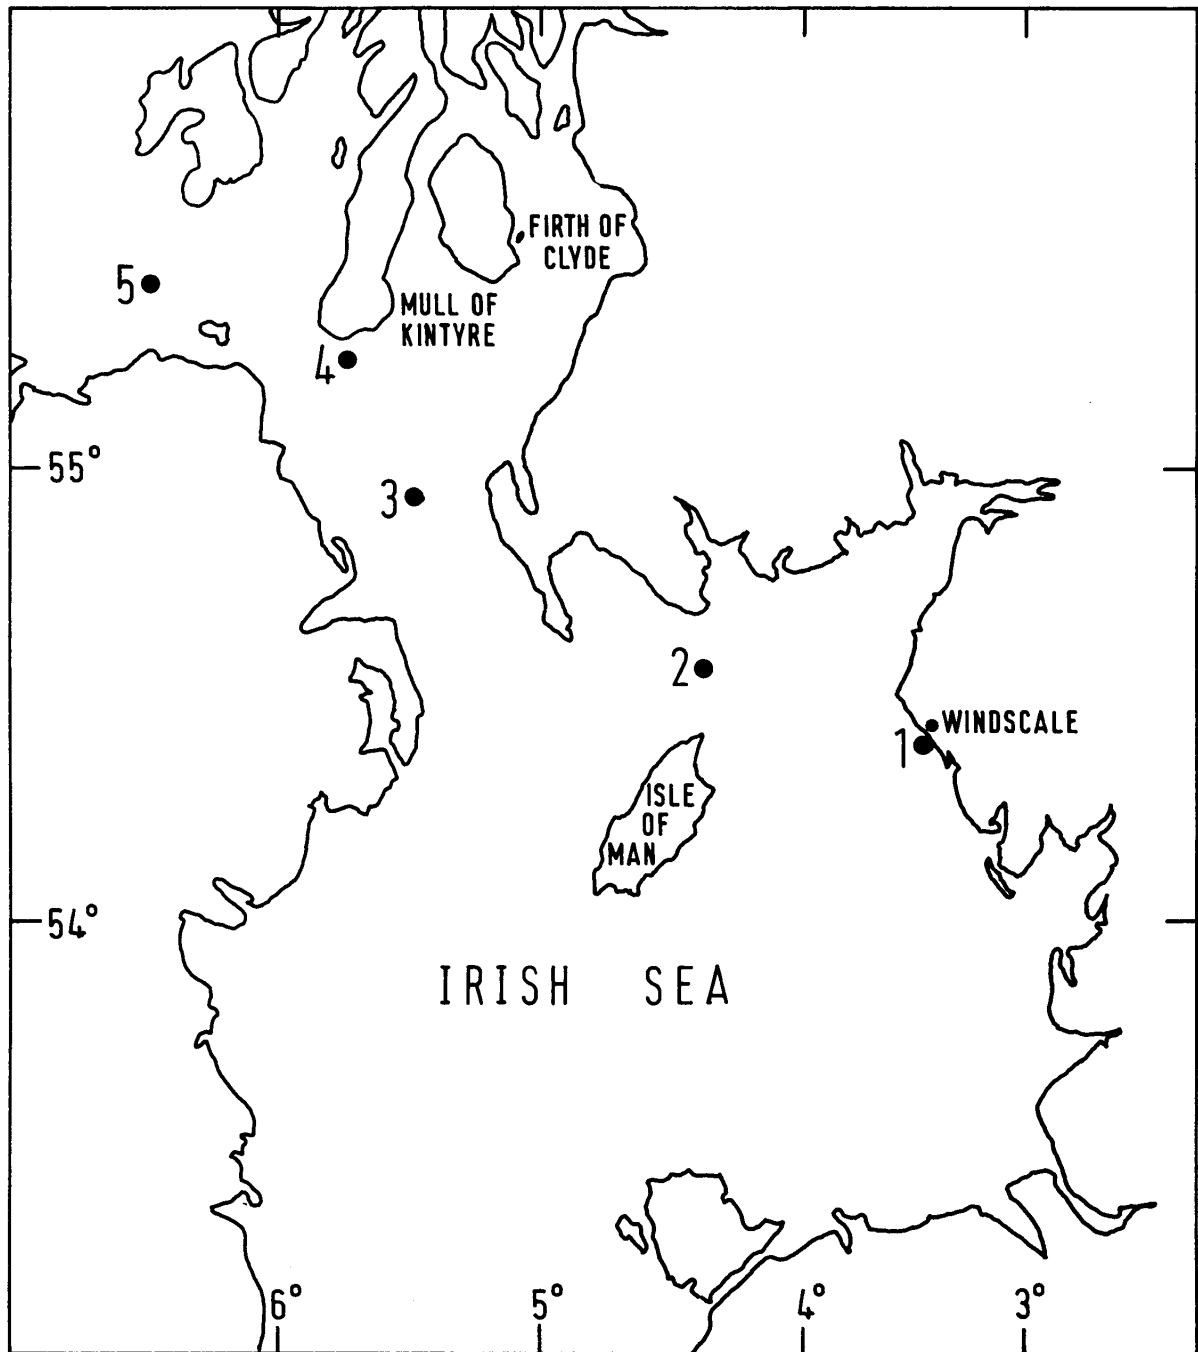 FIRTH OF
CLYDE
5
MULL OF
KINTYRE
4
55°
3
2
WINDSCALE
1
ISLE
OF
MAN
54°
IRISH SEA
6° 5° 4° 3°